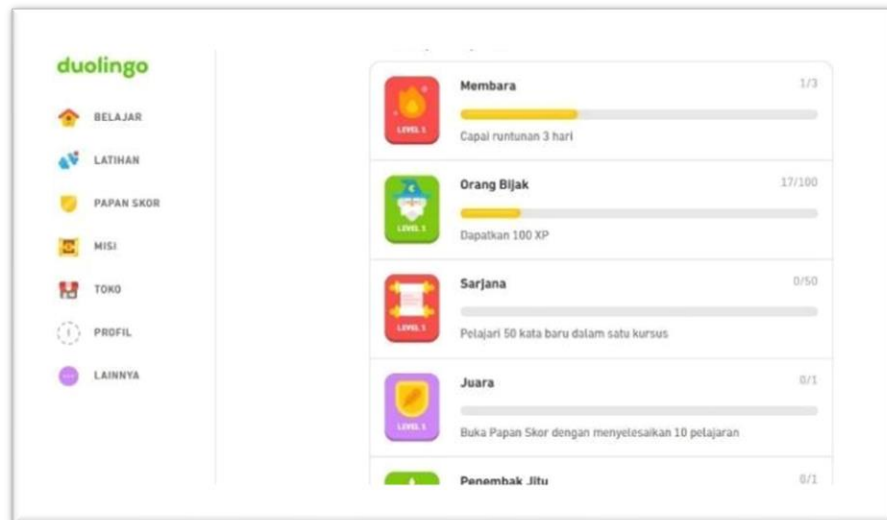 duolingo
BELAJAR
LATIHAN
PAPAN SKOR
MISI
TOKO
PROFIL
LAINNYA
Membara
1/3
LEVEL 1
Capai runtunan 3 hari
Orang Bijak
17/100
LEVEL 1
Dapatkan 100 XP
Sarjana
0/50
LEVEL 1
Pelajari 50 kata baru dalam satu kursus
Juara
0/1
LEVEL 1
Buka Papan Skor dengan menyelesaikan 10 pelajaran
Penembak Jitu
0/1